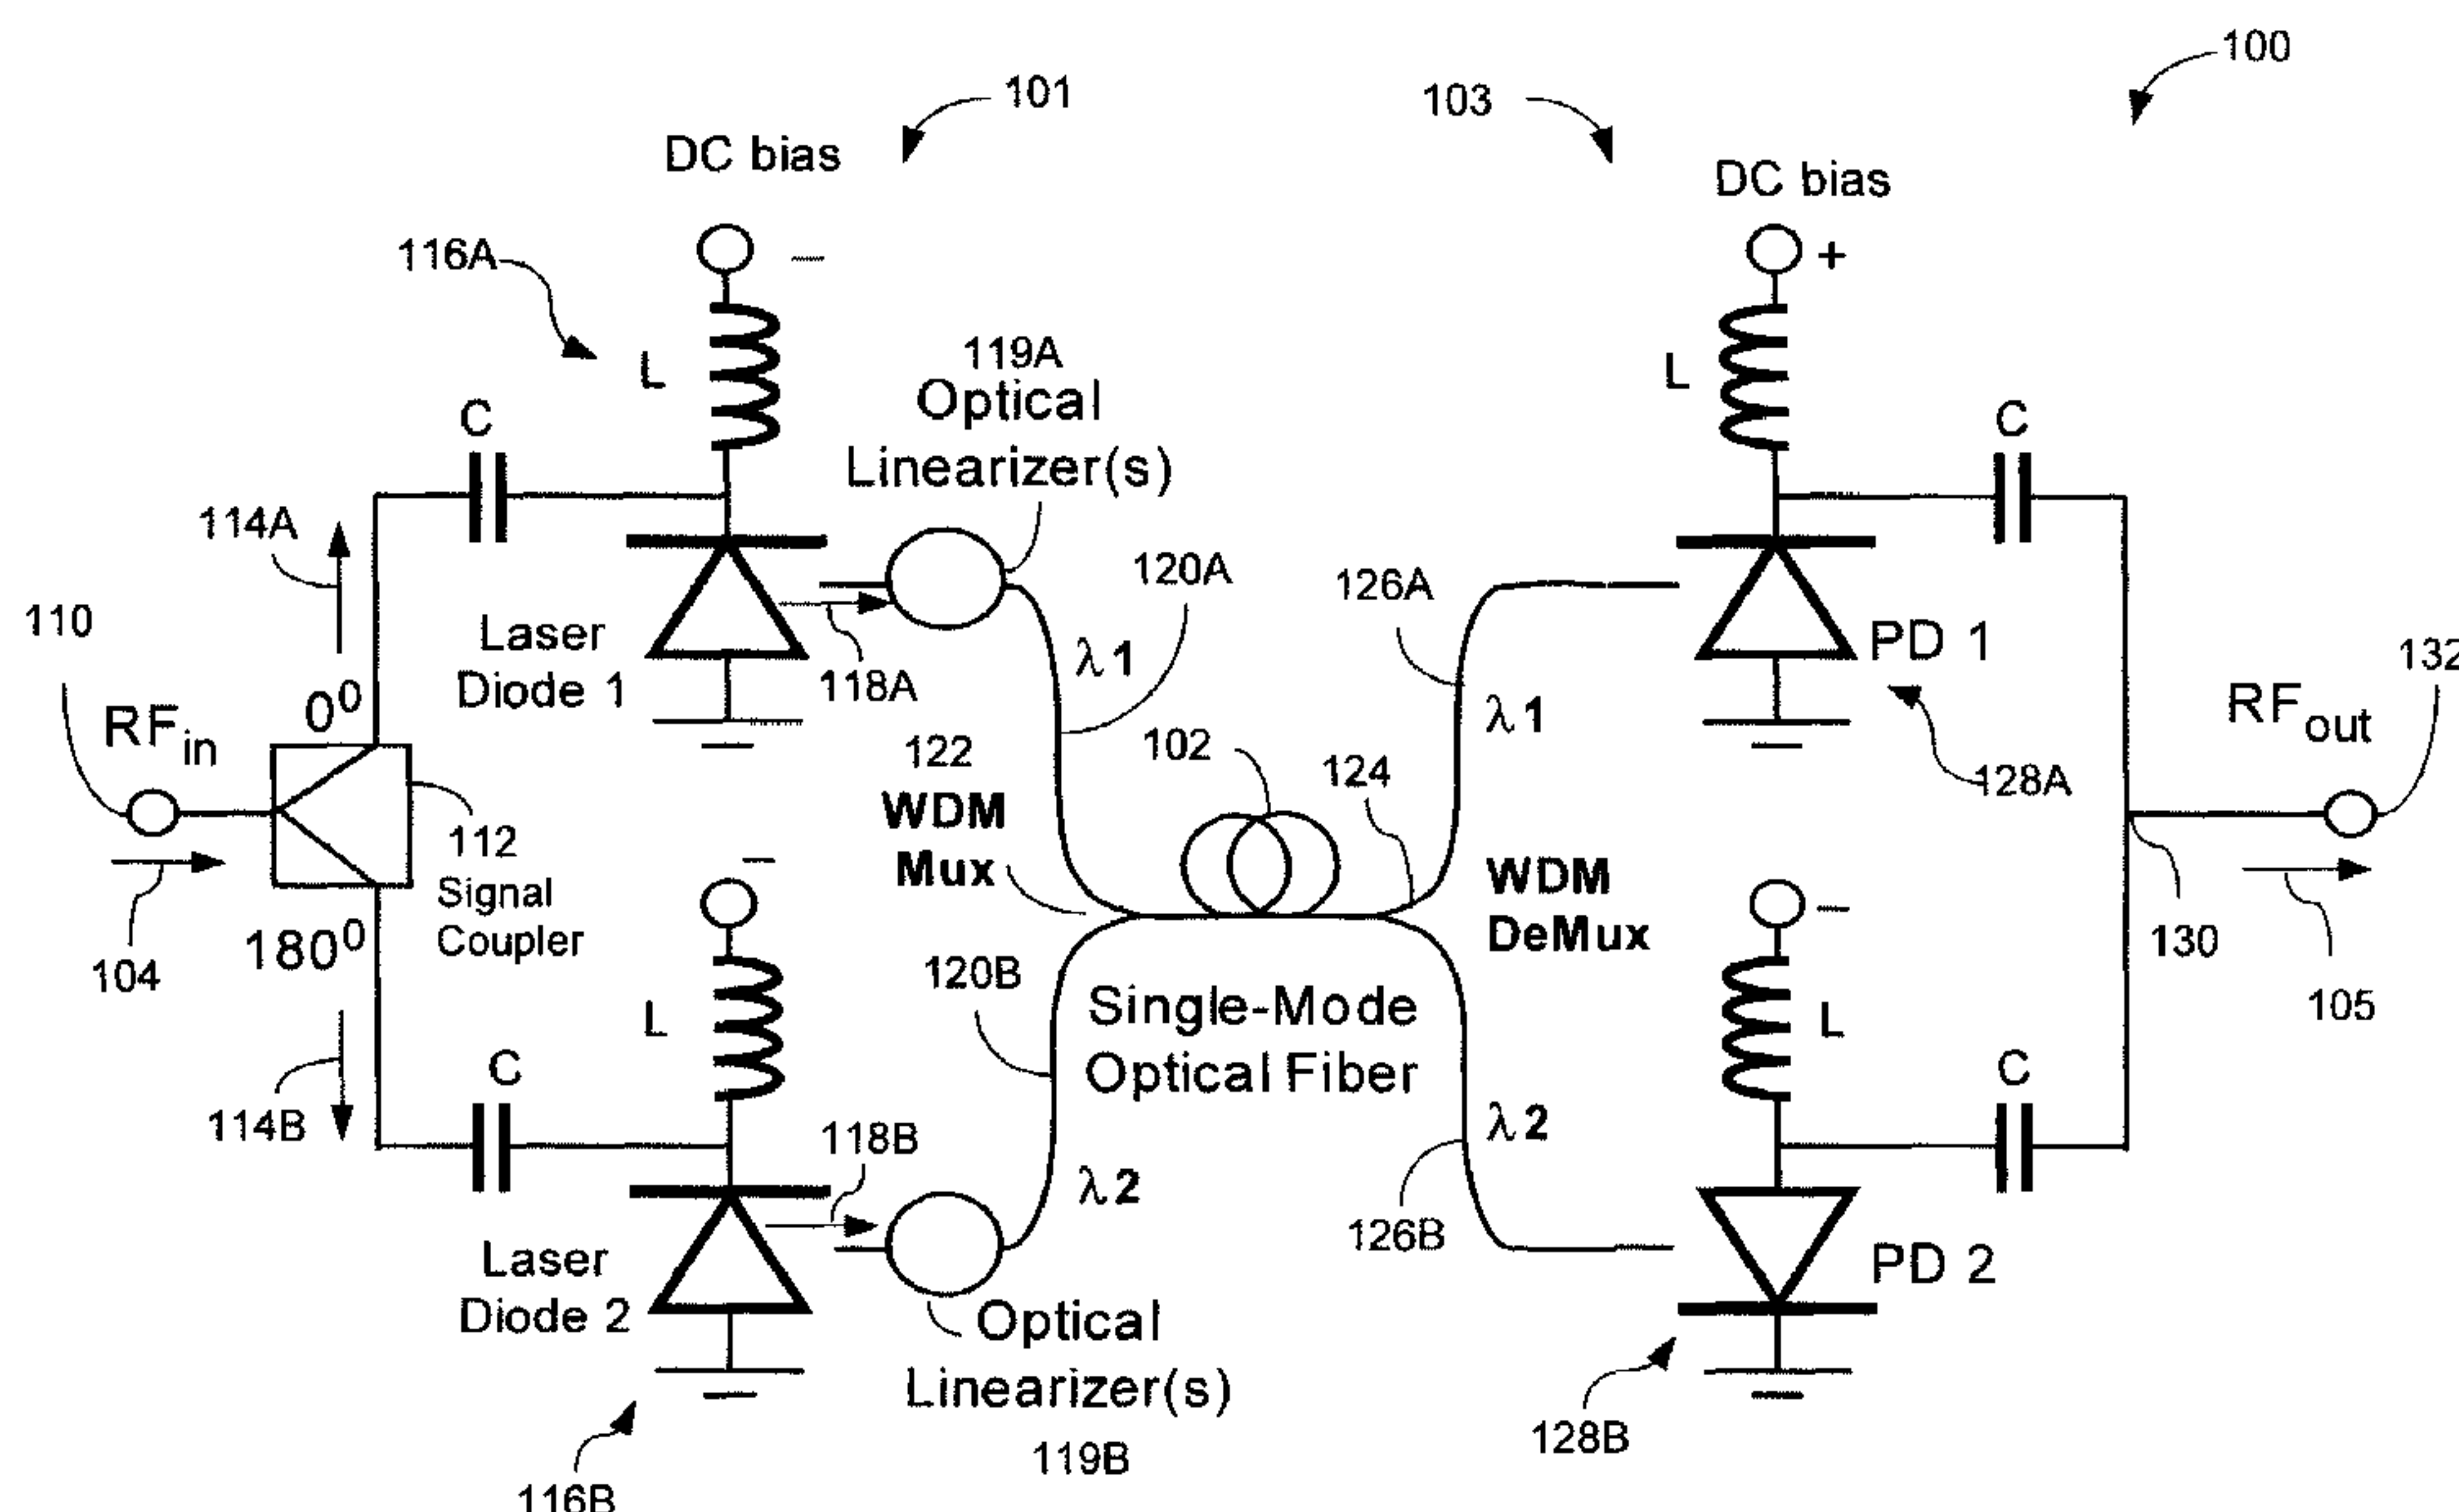 100
101
103
DC bias
DC bias
116A
−
+
L
119A
Optical
Linearizer(s)
L
C
C
114A
120A
126A
110
Laser
Diode 1
118A
λ1
PD 1
132
0⁰
RFin
122
WDM
Mux
102
124
λ1
128A
RFout
112
Signal
Coupler
104
180⁰
−
WDM
DeMux
−
130
105
120B
Single-Mode
Optical Fiber
L
L
C
C
114B
118B
λ2
λ2
126B
Laser
Diode 2
PD 2
Optical
Linearizer(s)
119B
116B
128B